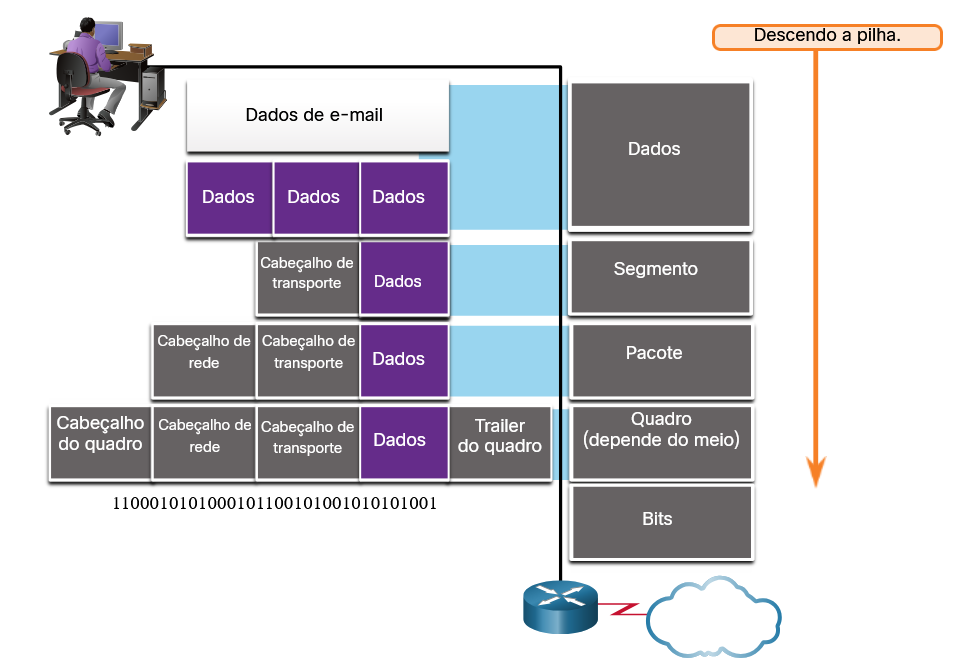 Descendo a pilha.
Dados de e-mail
Dados
Dados
Dados
Dados
Cabeçalho de
transporte
Dados
Segmento
Cabeçalho de
rede
Cabeçalho de
transporte
Dados
Pacote
Cabeçalho
do quadro
Cabeçalho de
rede
Cabeçalho de
transporte
Dados
Trailer
do quadro
Quadro
(depende do meio)
1100010101000101100101001010101001
Bits